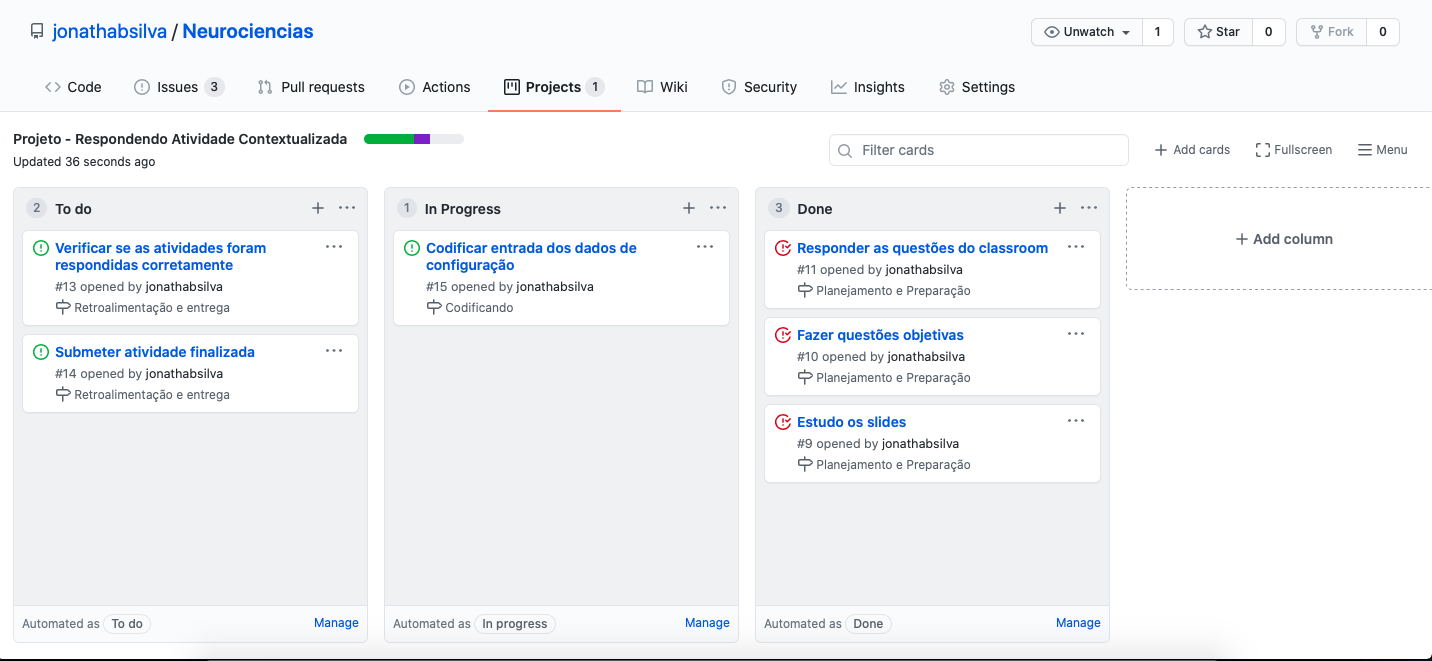 jonathabsilva / Neurociencias
Unwatch 1 Star 0 Fork 0
Code Issues 3 Pull requests Actions Projects 1 Wiki Security Insights Settings
Projeto - Respondendo Atividade Contextualizada
Updated 36 seconds ago
Filter cards
Add cards Fullscreen Menu
2 To do
Verificar se as atividades foram
respondidas corretamente
#13 opened by jonathabsilva
Retroalimentação e entrega
Submeter atividade finalizada
#14 opened by jonathabsilva
Retroalimentação e entrega
Automated as To do Manage
1 In Progress
Codificar entrada dos dados de
configuração
#15 opened by jonathabsilva
Codificando
Automated as In progress Manage
3 Done
Responder as questões do classroom
#11 opened by jonathabsilva
Planejamento e Preparação
Fazer questões objetivas
#10 opened by jonathabsilva
Planejamento e Preparação
Estudo os slides
#9 opened by jonathabsilva
Planejamento e Preparação
Automated as Done Manage
Add column